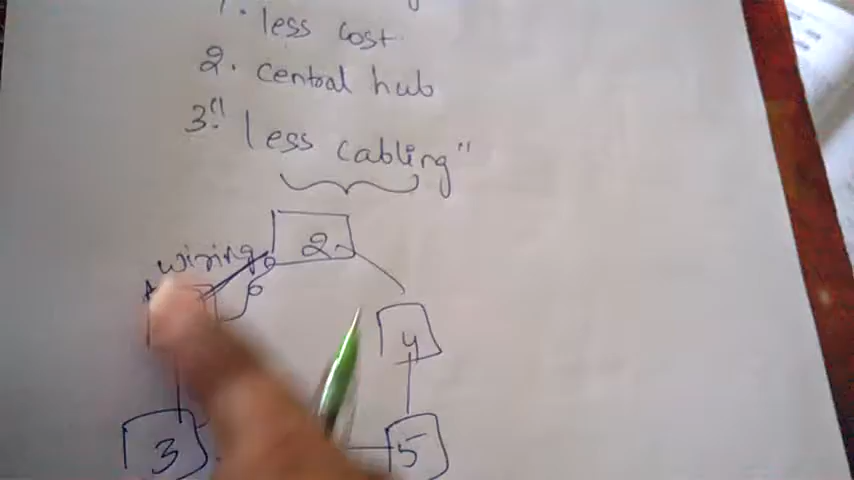 1. less cost
2. central hub
3. "less cabling"
wiring
2
4
3
5